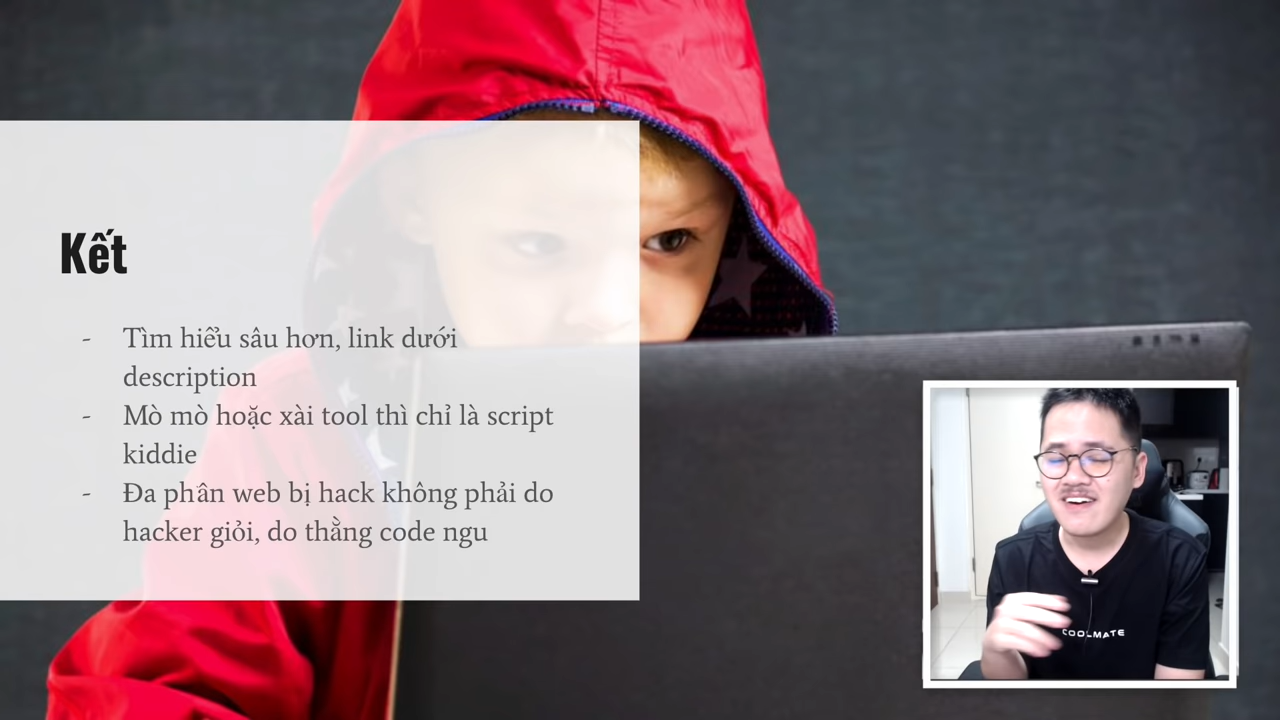 Kết
- Tìm hiểu sâu hơn, link dưới
description
- Mò mò hoặc xài tool thì chỉ là script
kiddie
- Đa phần web bị hack không phải do
hacker giỏi, do thằng code ngu
COOLMATE